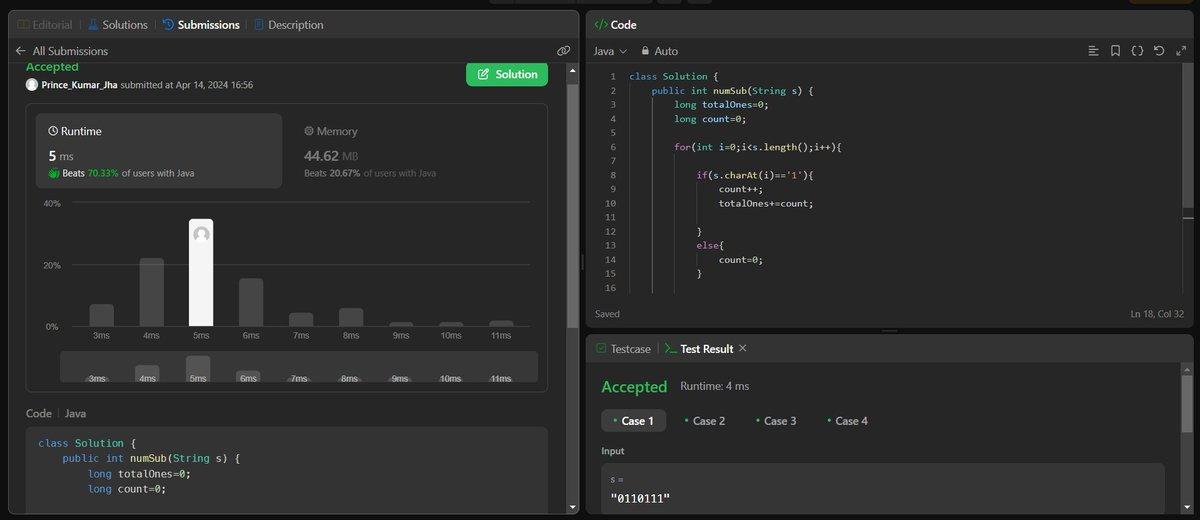 Editorial | Solutions | Submissions | Description
All Submissions
Accepted
Prince_Kumar_Jha submitted at Apr 14, 2024 16:56
Solution
Runtime
5 ms
Beats 70.33% of users with Java
Memory
44.62 MB
Beats 20.67% of users with Java
40%
20%
0%
3ms 4ms 5ms 6ms 7ms 8ms 9ms 10ms 11ms
3ms 4ms 5ms 6ms 7ms 8ms 9ms 10ms 11ms
Code | Java
class Solution {
public int numSub(String s) {
long totalOnes=0;
long count=0;
</> Code
Java Auto
1 class Solution {
2 public int numSub(String s) {
3 long totalOnes=0;
4 long count=0;
5
6 for(int i=0;i<s.length();i++){
7
8 if(s.charAt(i)=='1'){
9 count++;
10 totalOnes+=count;
11
12 }
13 else{
14 count=0;
15 }
16
Saved
Ln 18, Col 32
Testcase | >_ Test Result ×
Accepted Runtime: 4 ms
• Case 1 • Case 2 • Case 3 • Case 4
Input
s =
"0110111"